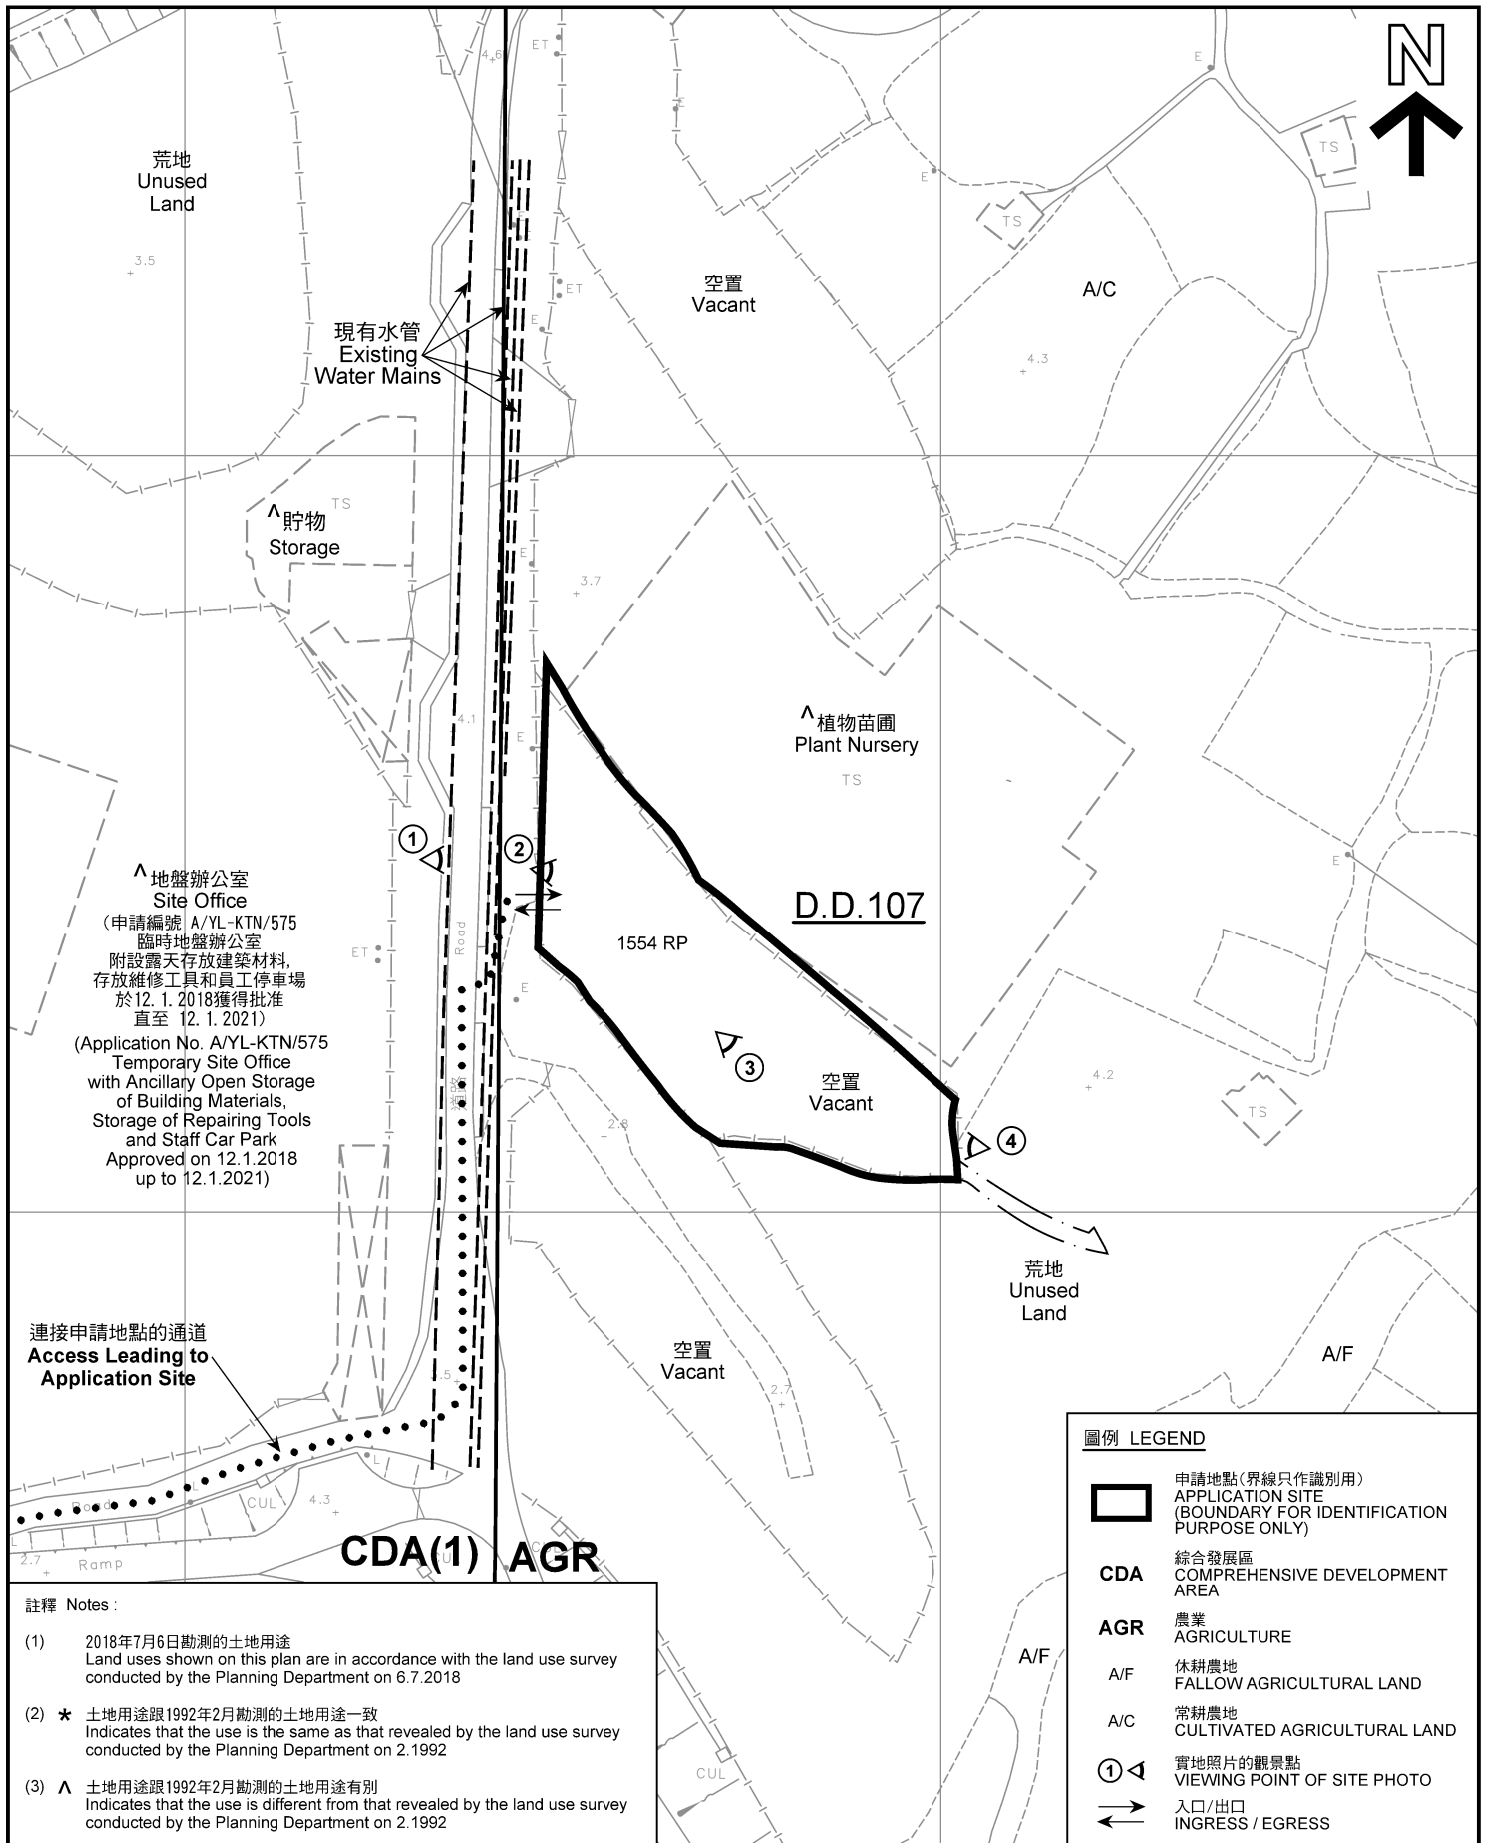 N
荒地
Unused
Land
3.5
4.6
ET
E
E
E
TS
TS
E
ET
E
空置
Vacant
A/C
4.3
現有水管
Existing
Water Mains
TS
^ 貯物
Storage
E
3.7
4.1
E
^ 植物苗圃
Plant Nursery
TS
1
2
E
^ 地盤辦公室
Site Office
(申請編號 A/YL-KTN/575
臨時地盤辦公室
附設露天存放建築材料,
存放維修工具和員工停車場
於12. 1. 2018獲得批准
直至 12. 1. 2021)
(Application No. A/YL-KTN/575
Temporary Site Office
with Ancillary Open Storage
of Building Materials,
Storage of Repairing Tools
and Staff Car Park
Approved on 12.1.2018
up to 12.1.2021)
ET
Road
道路
D.D.107
1554 RP
E
3
空置
Vacant
4
4.2
TS
2.8
荒地
Unused
Land
連接申請地點的通道
Access Leading to
Application Site
空置
Vacant
2.7
A/F
L
Road
CUL
4.3
2.7
Ramp
CDA(1)
AGR
A/F
CUL
註釋 Notes :
(1) 2018年7月6日勘測的土地用途
Land uses shown on this plan are in accordance with the land use survey
conducted by the Planning Department on 6.7.2018
(2) * 土地用途跟1992年2月勘測的土地用途一致
Indicates that the use is the same as that revealed by the land use survey
conducted by the Planning Department on 2.1992
(3) ^ 土地用途跟1992年2月勘測的土地用途有別
Indicates that the use is different from that revealed by the land use survey
conducted by the Planning Department on 2.1992
圖例 LEGEND
申請地點(界線只作識別用)
APPLICATION SITE
(BOUNDARY FOR IDENTIFICATION
PURPOSE ONLY)
CDA 綜合發展區
COMPREHENSIVE DEVELOPMENT
AREA
AGR 農業
AGRICULTURE
A/F 休耕農地
FALLOW AGRICULTURAL LAND
A/C 常耕農地
CULTIVATED AGRICULTURAL LAND
1 實地照片的觀景點
VIEWING POINT OF SITE PHOTO
入口/出口
INGRESS / EGRESS